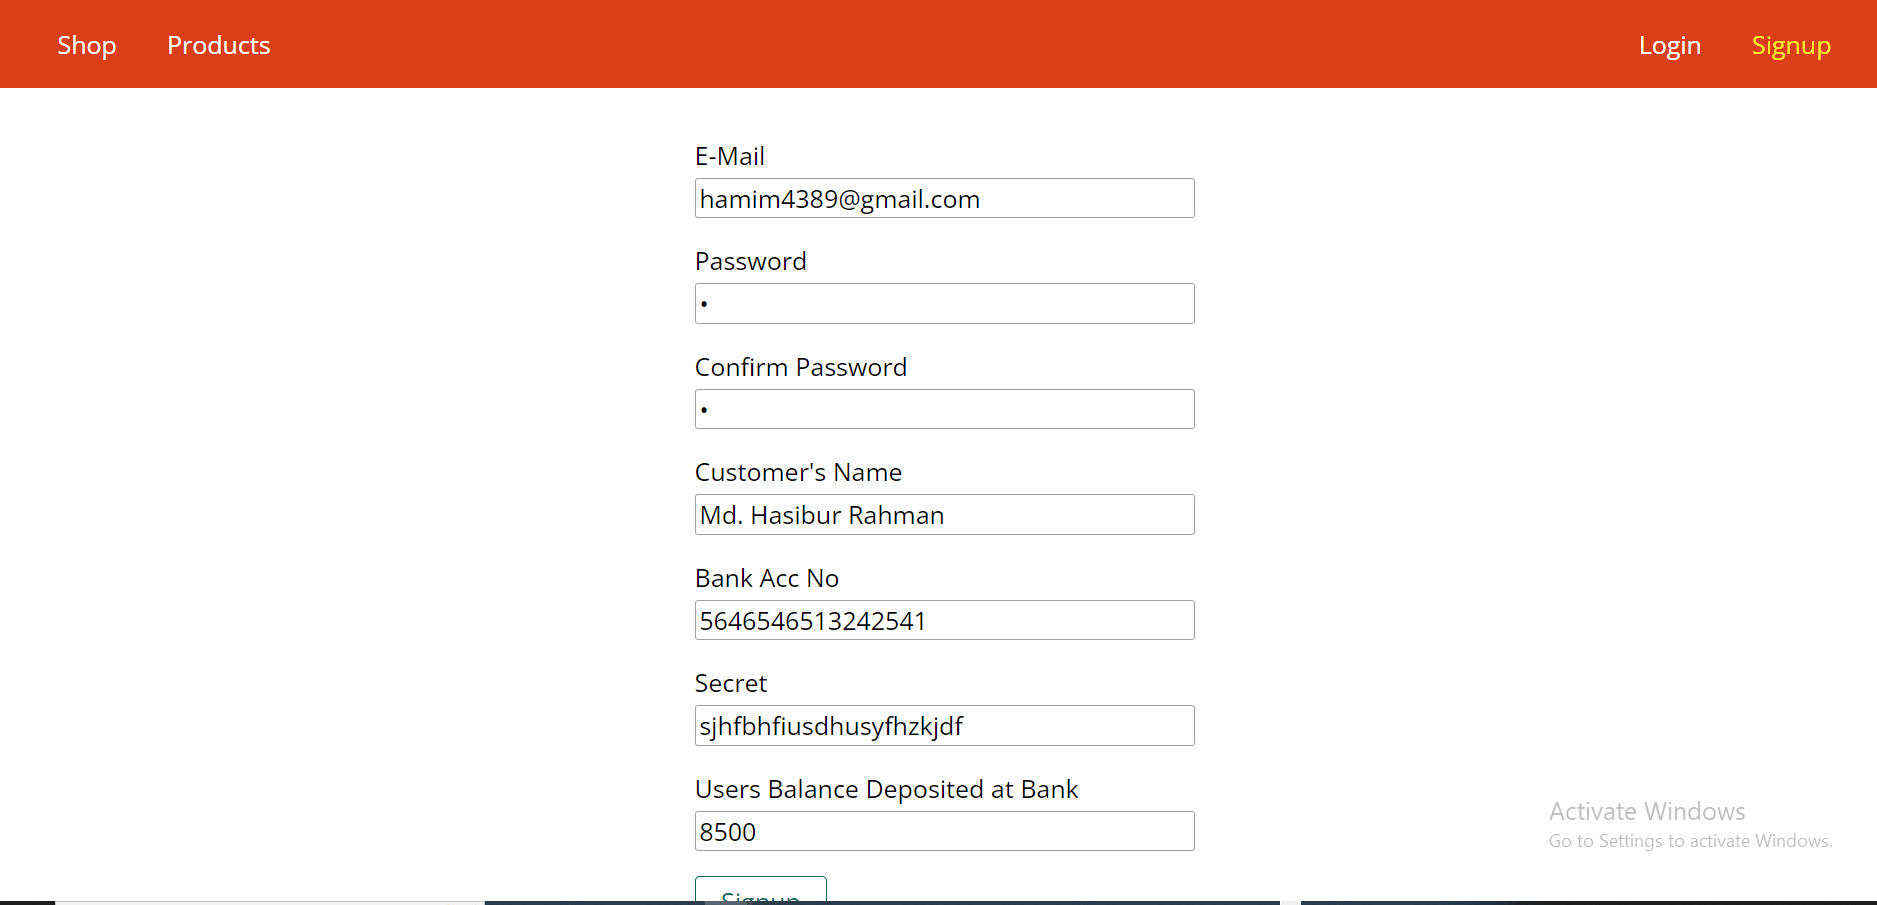 Shop Products Login Signup
E-Mail
hamim4389@gmail.com
Password
•
Confirm Password
•
Customer's Name
Md. Hasibur Rahman
Bank Acc No
5646546513242541
Secret
sjhfbhfiusdhusyfhzkjdf
Users Balance Deposited at Bank
8500
Signup
Activate Windows
Go to Settings to activate Windows.